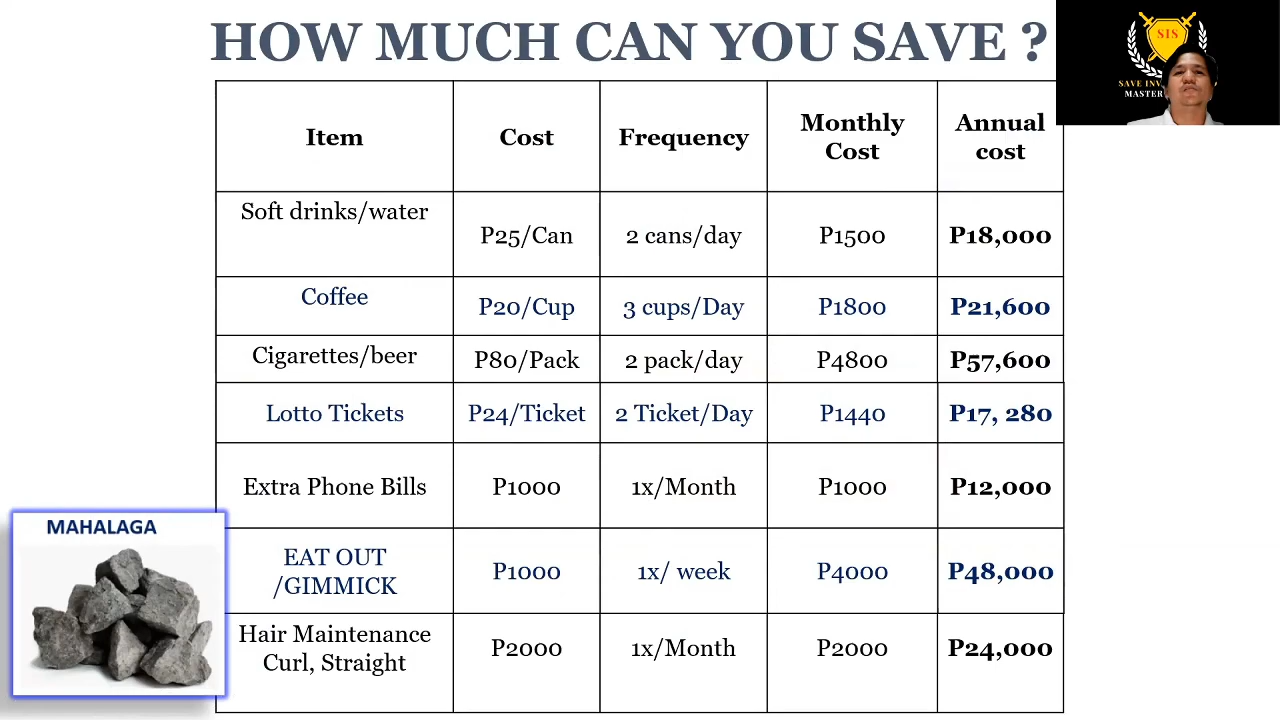 HOW MUCH CAN YOU SAVE ?
SIS
SAVE INV
MASTER
Item Cost Frequency Monthly Cost Annual cost
Soft drinks/water P25/Can 2 cans/day P1500 P18,000
Coffee P20/Cup 3 cups/Day P1800 P21,600
Cigarettes/beer P80/Pack 2 pack/day P4800 P57,600
Lotto Tickets P24/Ticket 2 Ticket/Day P1440 P17, 280
Extra Phone Bills P1000 1x/Month P1000 P12,000
EAT OUT /GIMMICK P1000 1x/ week P4000 P48,000
Hair Maintenance Curl, Straight P2000 1x/Month P2000 P24,000
MAHALAGA